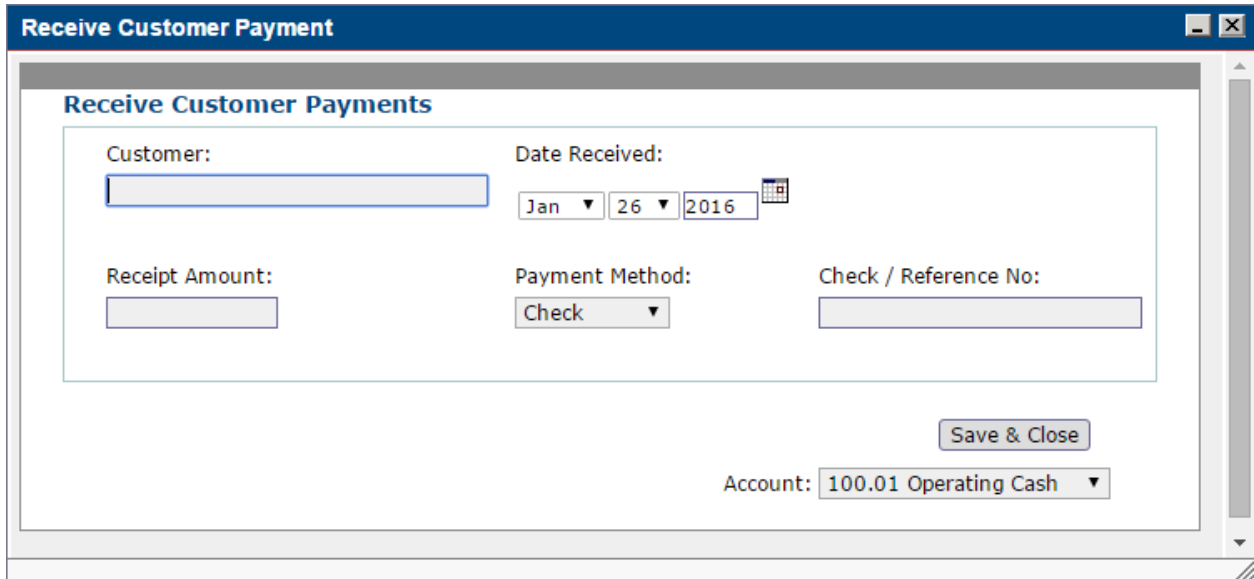 Receive Customer Payment
Receive Customer Payments
Customer: Date Received:
Jan 26 2016
Receipt Amount: Payment Method: Check / Reference No:
Check
Save & Close
Account: 100.01 Operating Cash